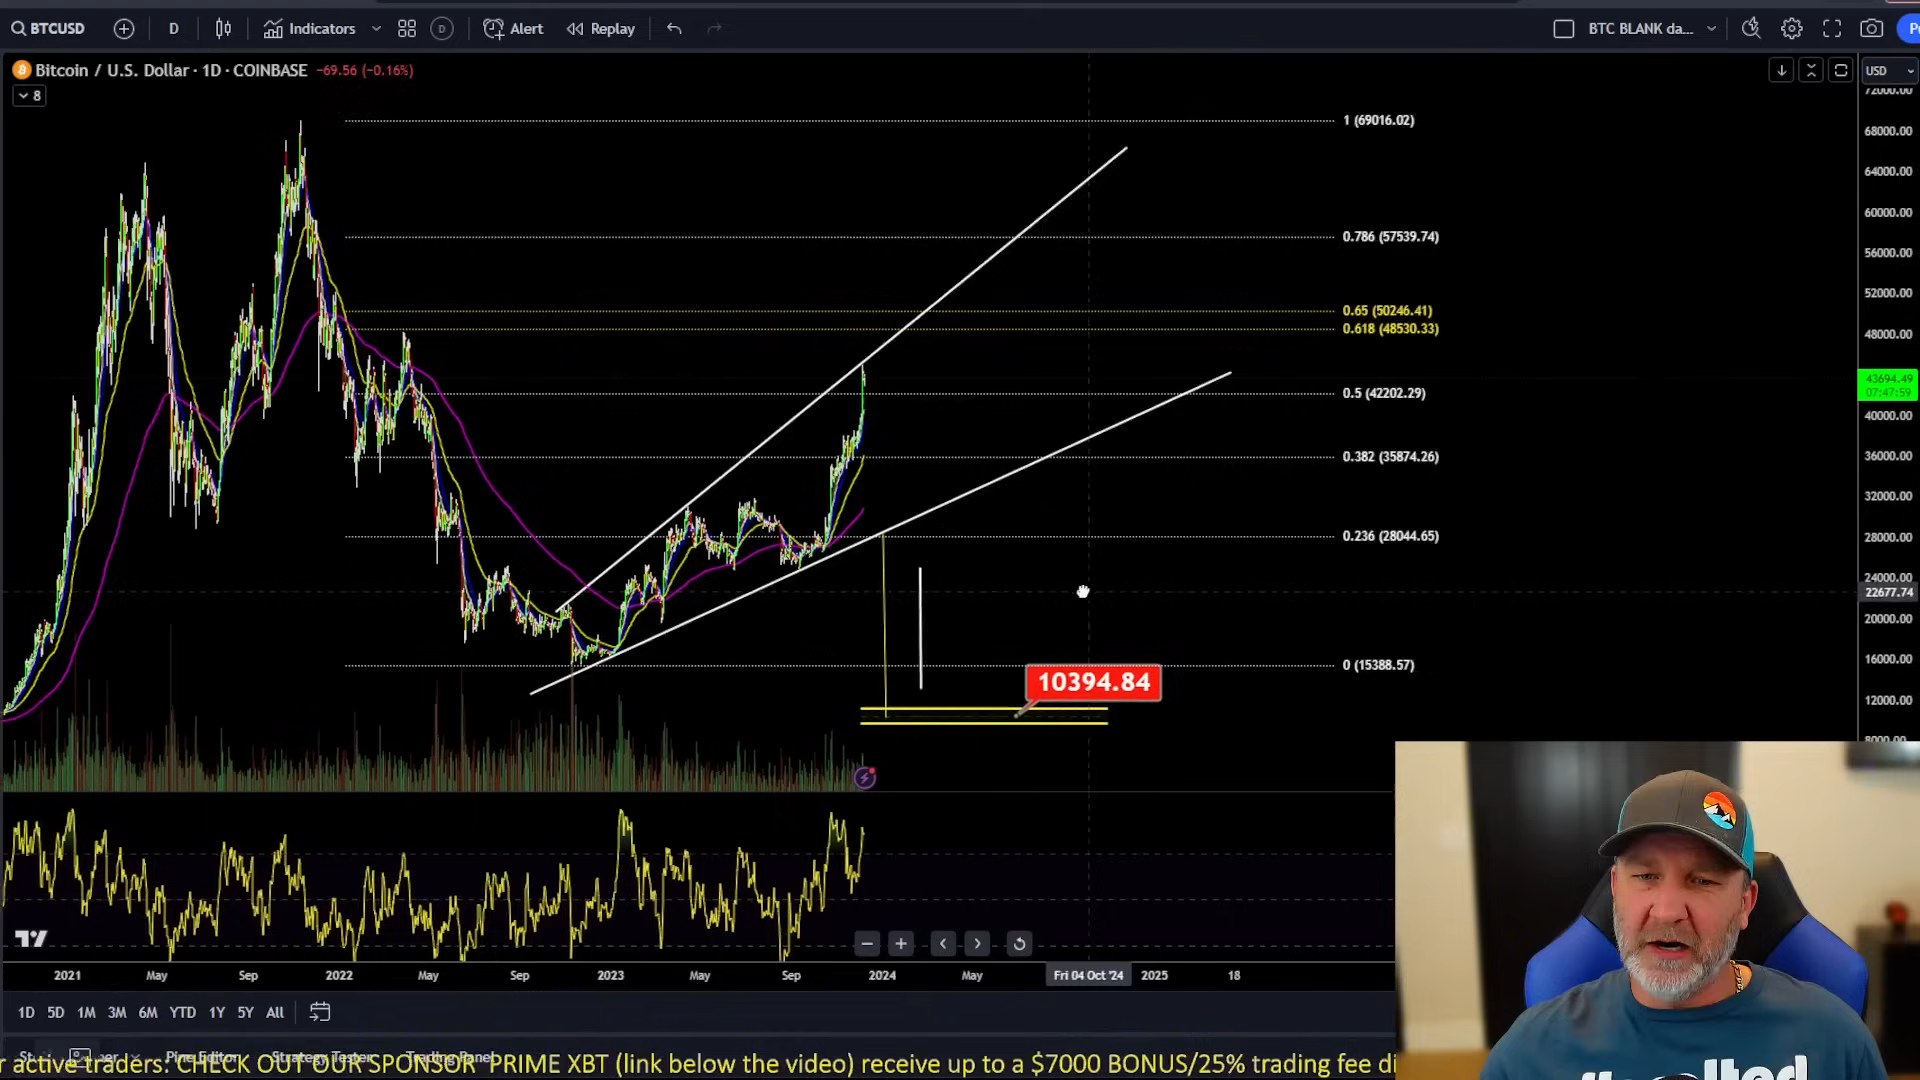 BTCUSD
D
Indicators
D
Alert
Replay
BTC BLANK da...
Bitcoin / U.S. Dollar · 1D · COINBASE −69.56 (−0.16%)
8
USD
72000.00
1 (69016.02)
68000.00
64000.00
60000.00
0.786 (57539.74)
56000.00
52000.00
0.65 (50246.41)
0.618 (48530.33)
48000.00
43694.49
07:47:59
0.5 (42202.29)
40000.00
0.382 (35874.26)
36000.00
32000.00
0.236 (28044.65)
28000.00
24000.00
22677.74
20000.00
0 (15388.57)
16000.00
10394.84
12000.00
8000.00
2021 May Sep 2022 May Sep 2023 May Sep 2024 May Fri 04 Oct '24 2025 18
1D 5D 1M 3M 6M YTD 1Y 5Y All
Pine Editor Strategy Tester Trading Panel
r active traders: CHECK OUT OUR SPONSOR PRIME XBT (link below the video) receive up to a $7000 BONUS/25% trading fee di